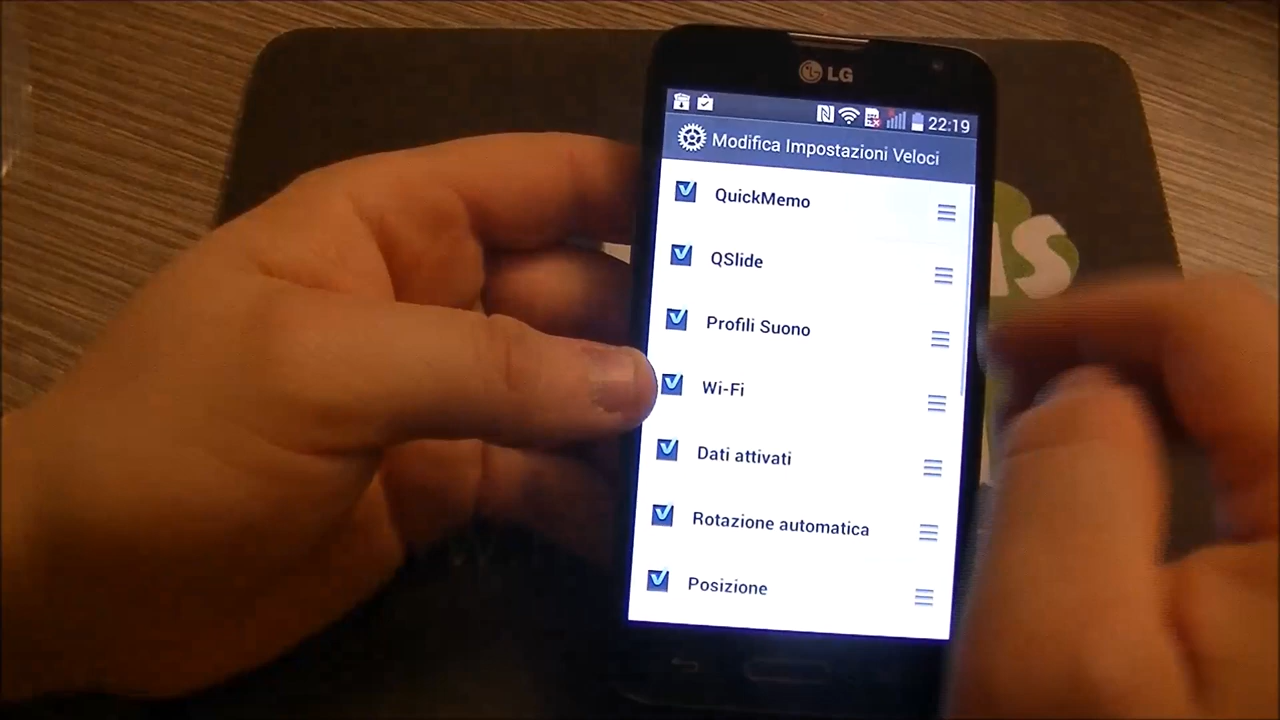 LG
22:19
Modifica Impostazioni Veloci
QuickMemo
QSlide
Profili Suono
Wi-Fi
Dati attivati
Rotazione automatica
Posizione